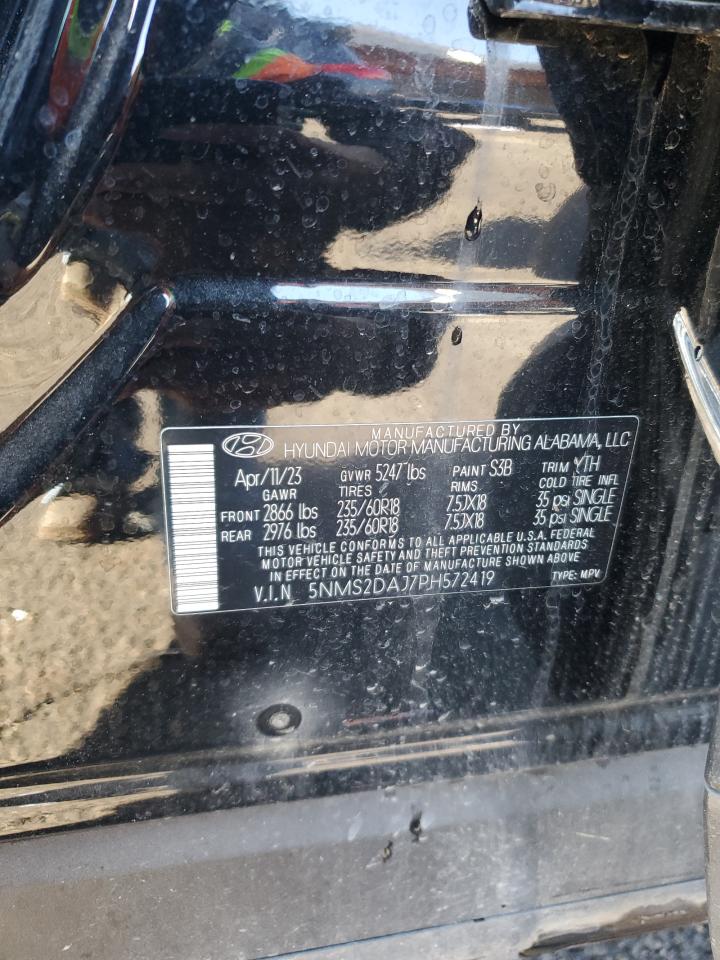 MANUFACTURED BY
HYUNDAI MOTOR MANUFACTURING ALABAMA, LLC
Apr/11/23 GVWR 5247 lbs PAINT S3B TRIM YTH
GAWR TIRES RIMS COLD TIRE INFL
FRONT 2866 lbs 235/60R18 7.5JX18 35 psi SINGLE
REAR 2976 lbs 235/60R18 7.5JX18 35 psi SINGLE
THIS VEHICLE CONFORMS TO ALL APPLICABLE U.S.A. FEDERAL
MOTOR VEHICLE SAFETY AND THEFT PREVENTION STANDARDS
IN EFFECT ON THE DATE OF MANUFACTURE SHOWN ABOVE
V.I.N 5NMS2DAJ7PH572419 TYPE: MPV